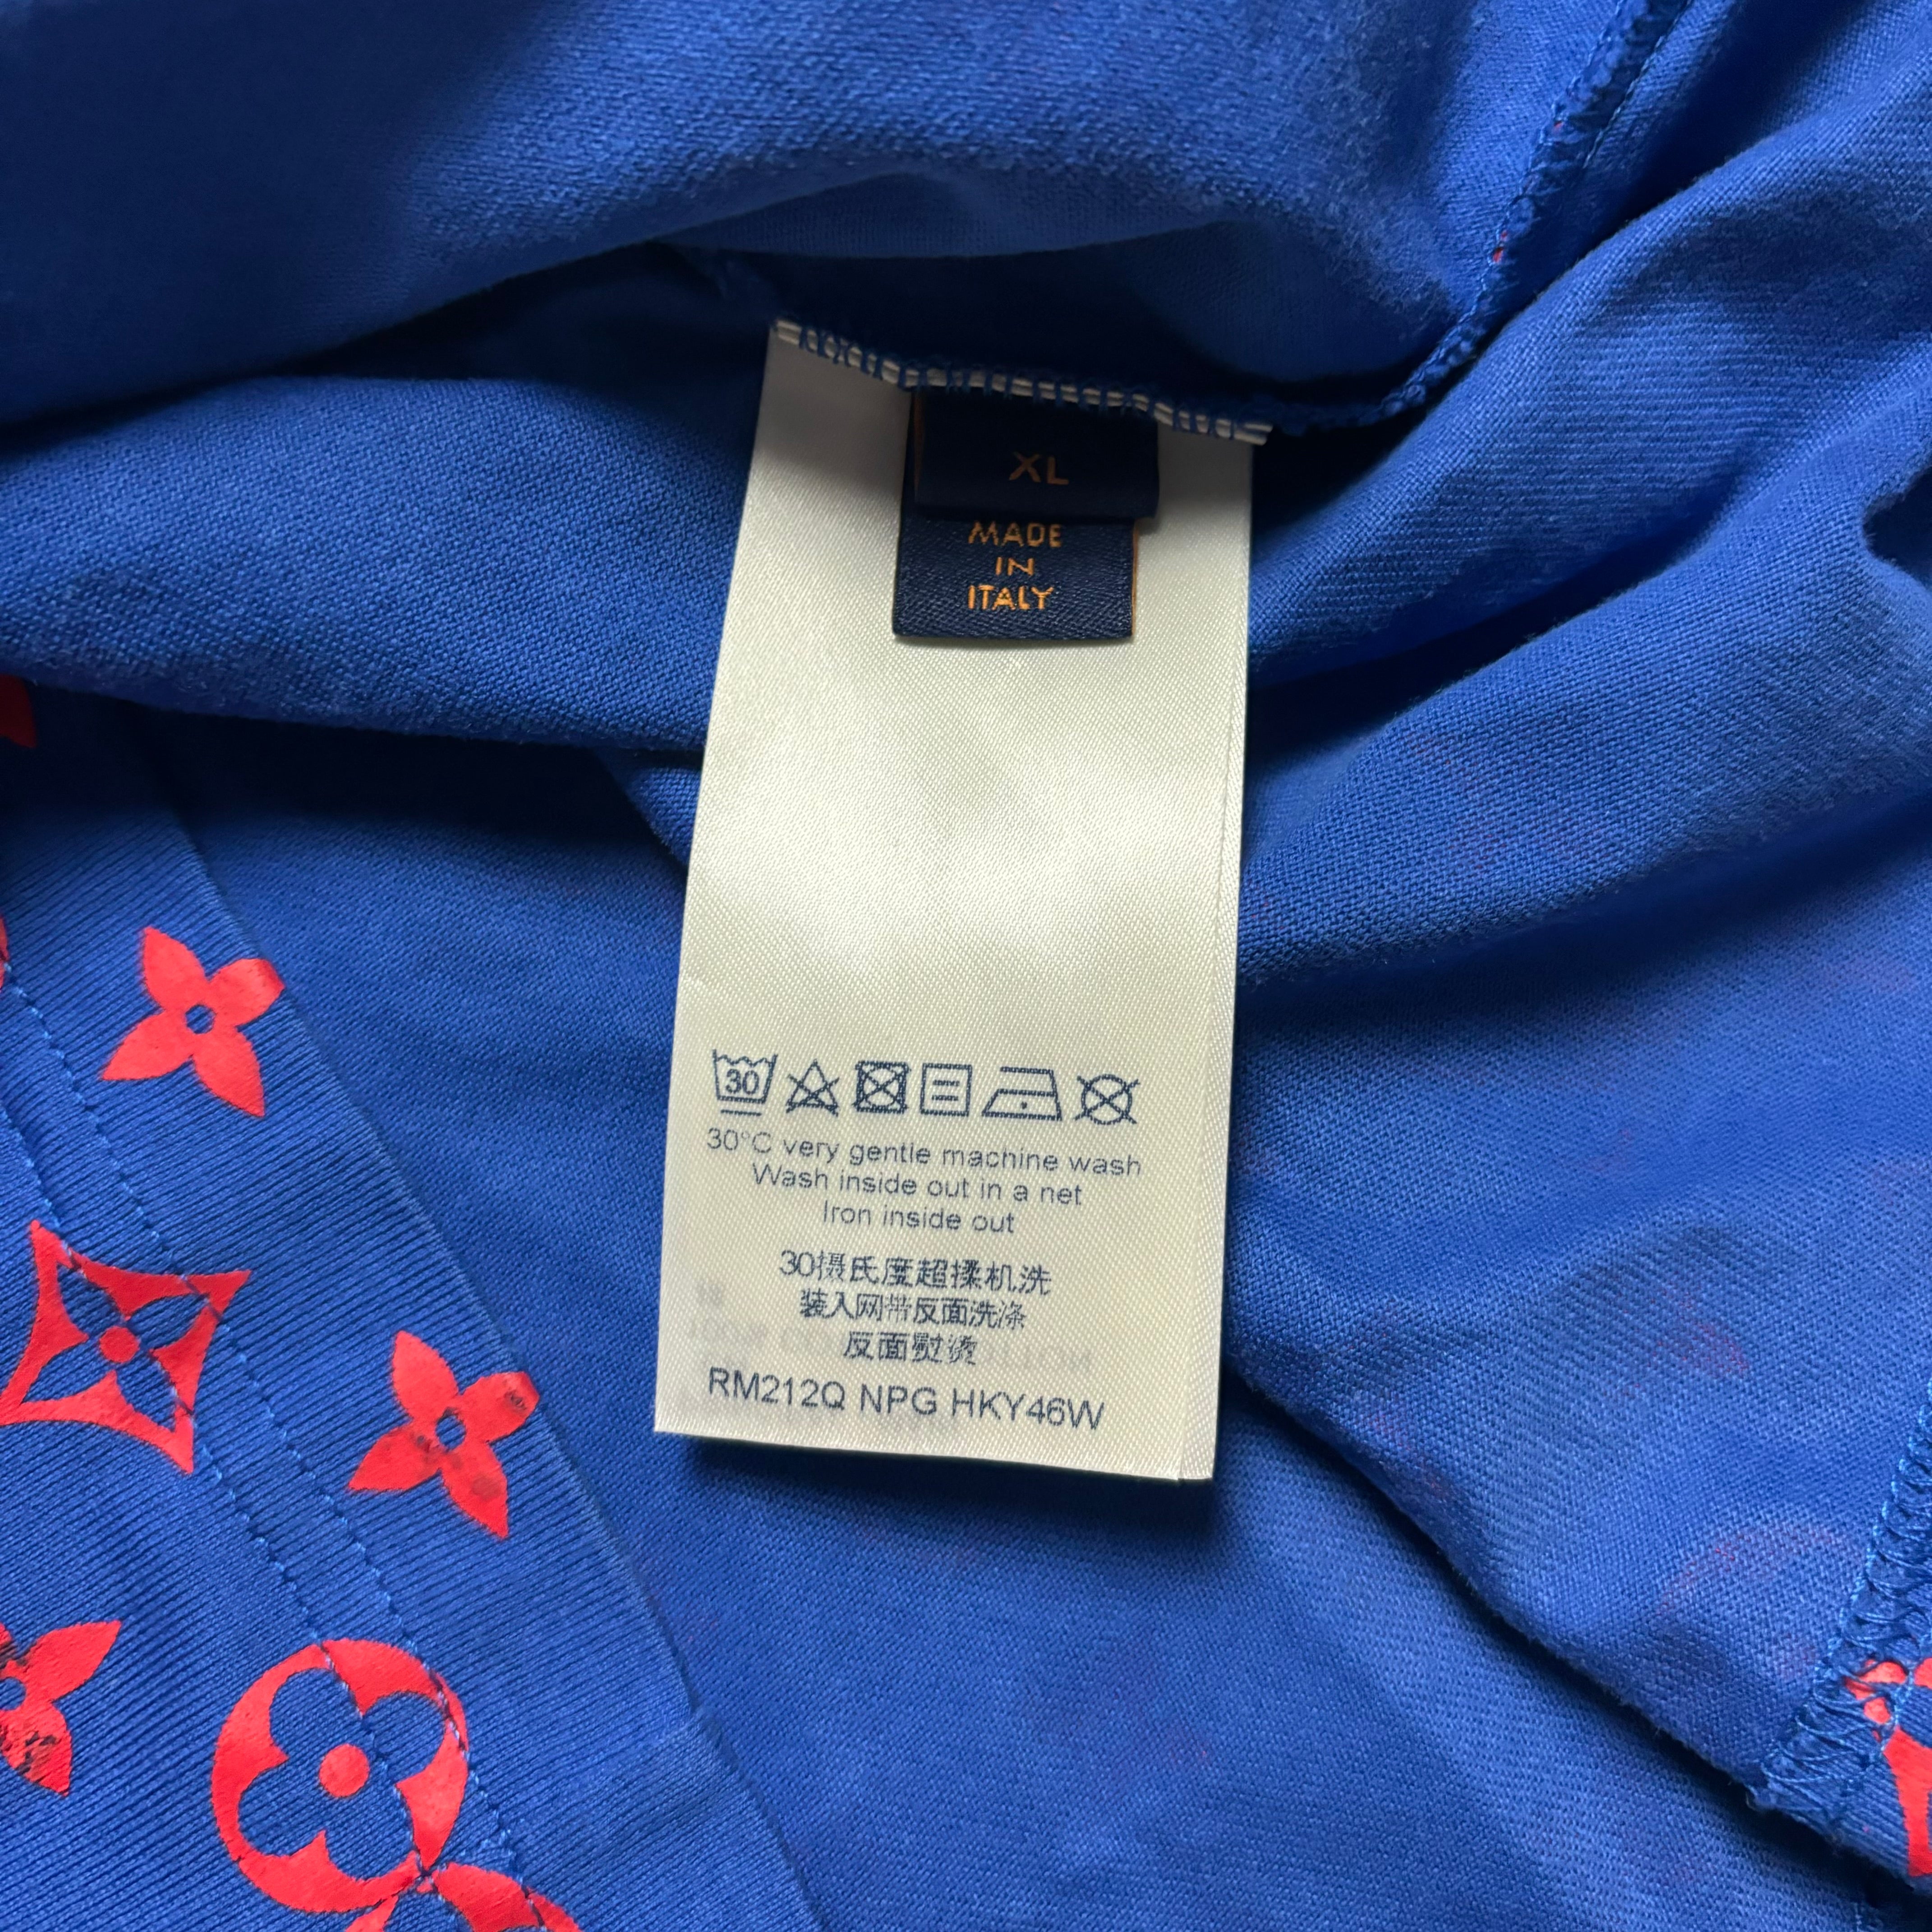 XL
MADE
IN
ITALY
30
30°C very gentle machine wash
Wash inside out in a net
Iron inside out
30摄氏度超揉机洗
装入网带反面洗涤
反面熨烫
RM212Q NPG HKY46W